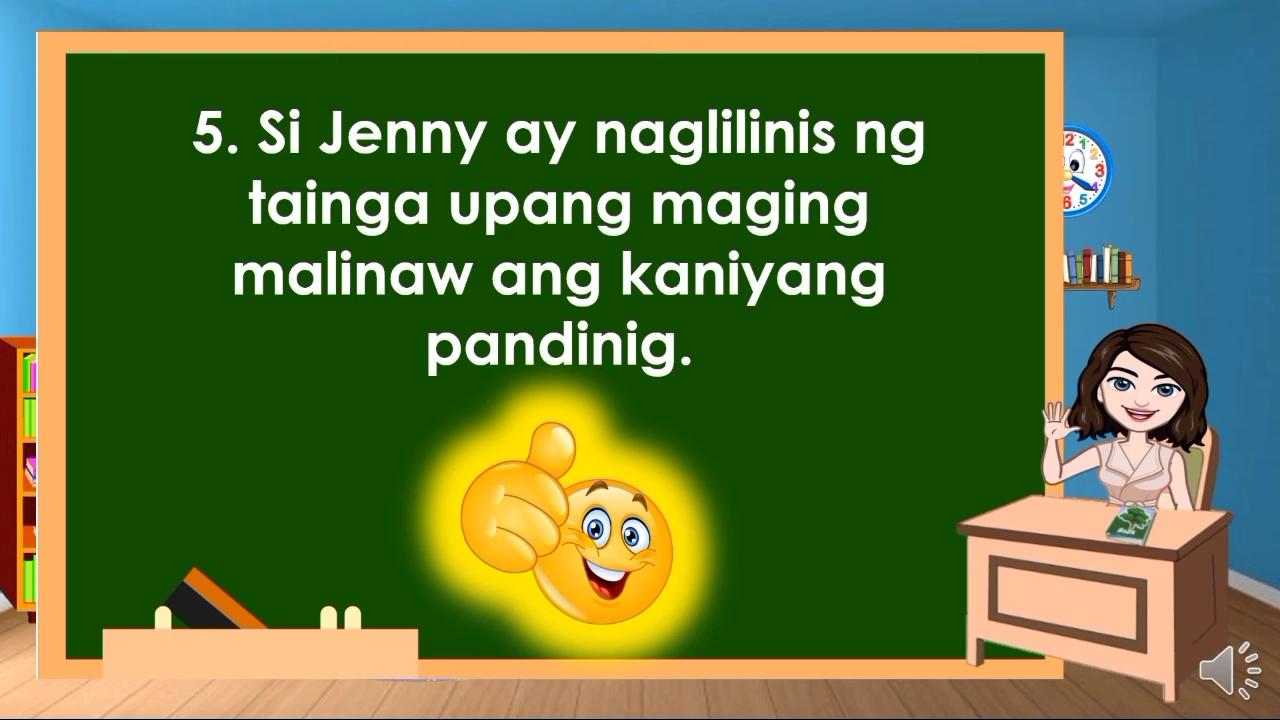 5. Si Jenny ay naglilinis ng
tainga upang maging
malinaw ang kaniyang
pandinig.